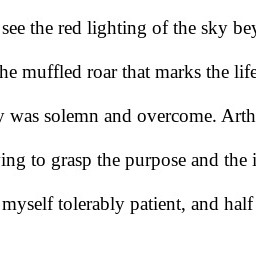 see the red lighting of the sky bey
he muffled roar that marks the life
was solemn and overcome. Arth
ing to grasp the purpose and the i
myself tolerably patient, and half